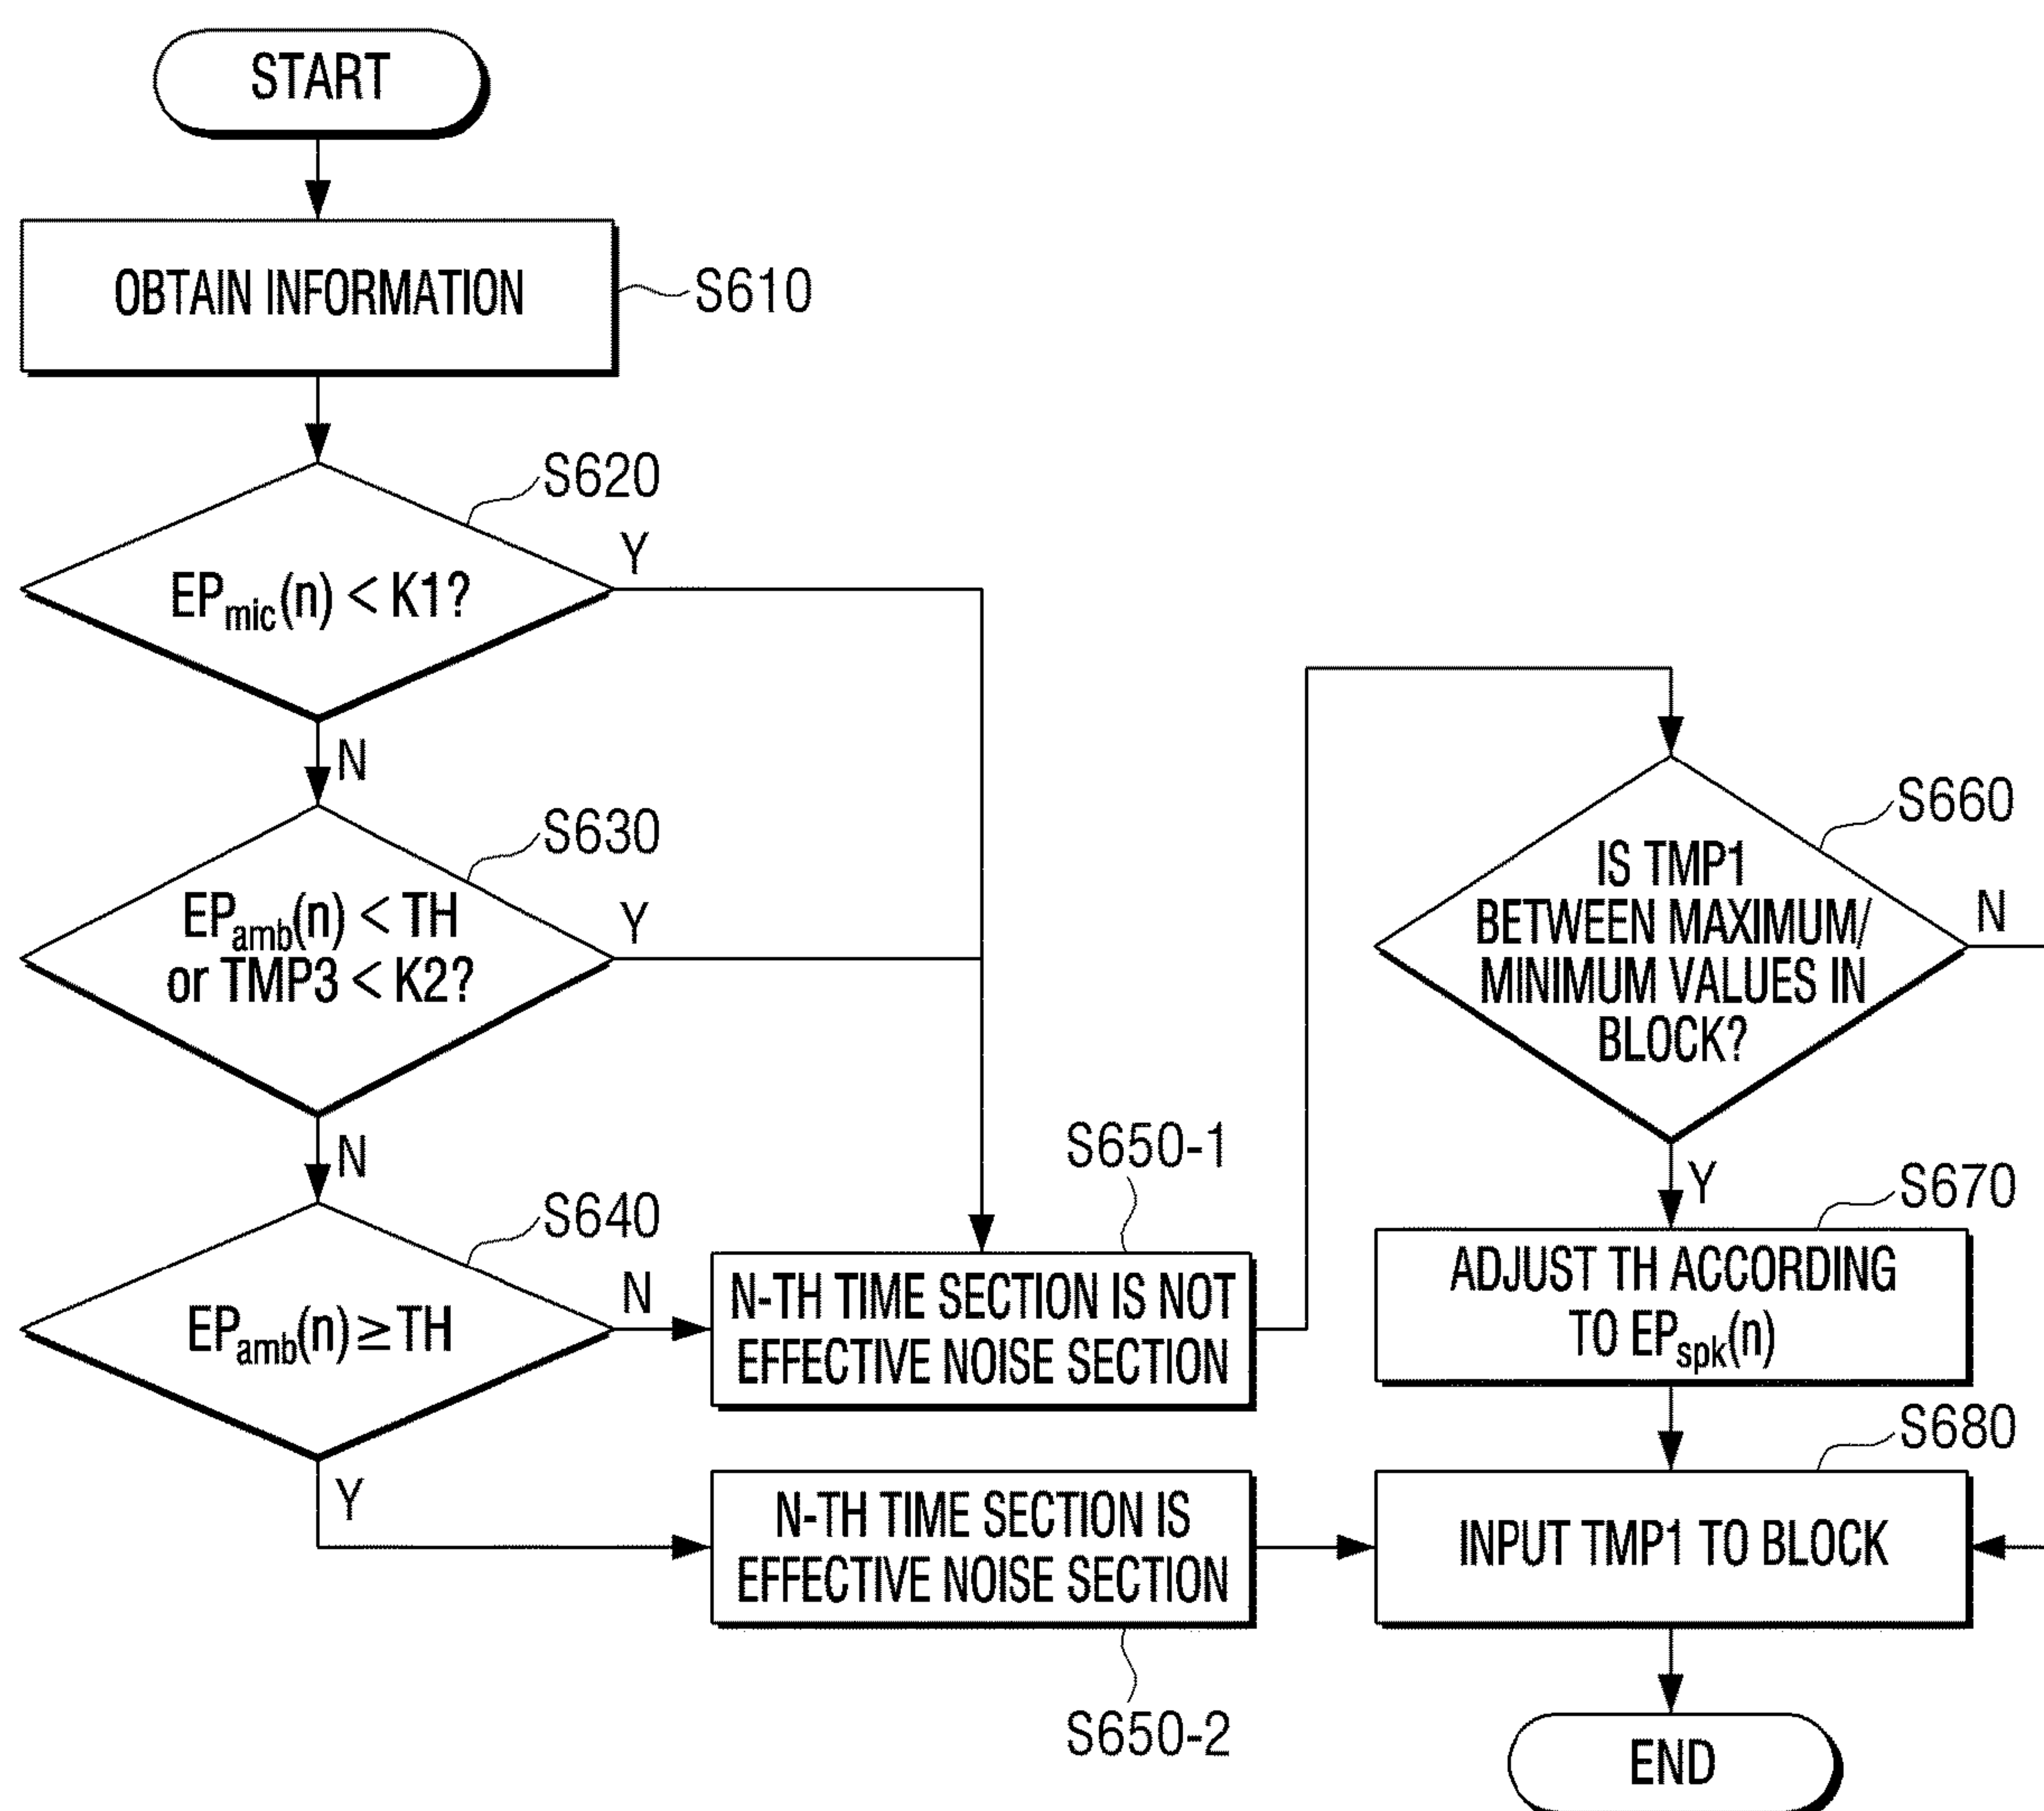 START
OBTAIN INFORMATION
S610
S620
EPmic(n) < K1?
Y
N
S630
EPamb(n) < TH
or TMP3 < K2?
Y
N
S640
EPamb(n) ≥ TH
N
Y
S650-1
N-TH TIME SECTION IS NOT
EFFECTIVE NOISE SECTION
N-TH TIME SECTION IS
EFFECTIVE NOISE SECTION
S650-2
S660
IS TMP1
BETWEEN MAXIMUM/
MINIMUM VALUES IN
BLOCK?
N
Y
S670
ADJUST TH ACCORDING
TO EPspk(n)
S680
INPUT TMP1 TO BLOCK
END